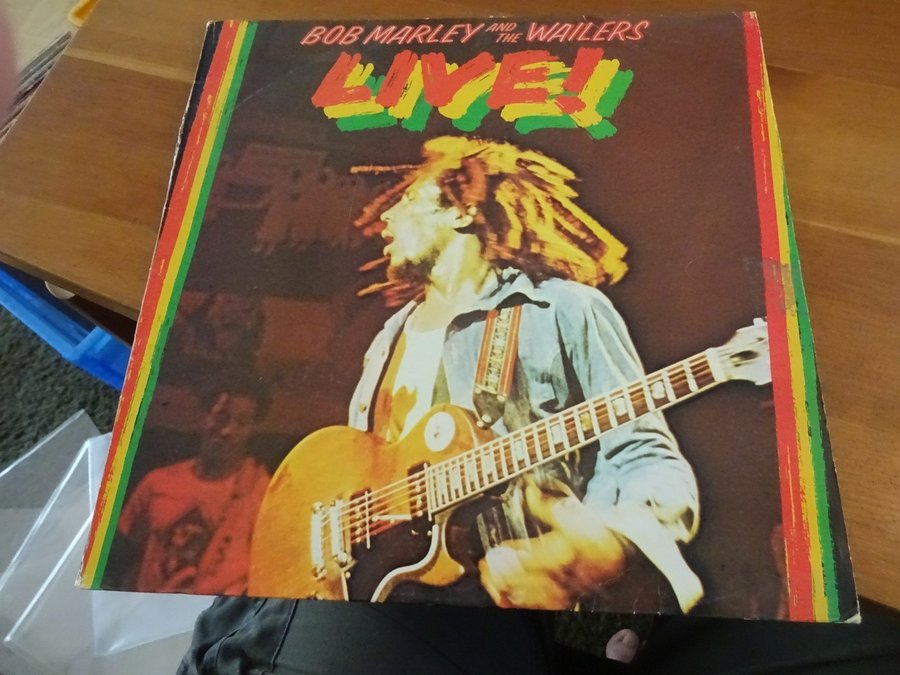 BOB MARLEY AND THE WAILERS
LIVE!